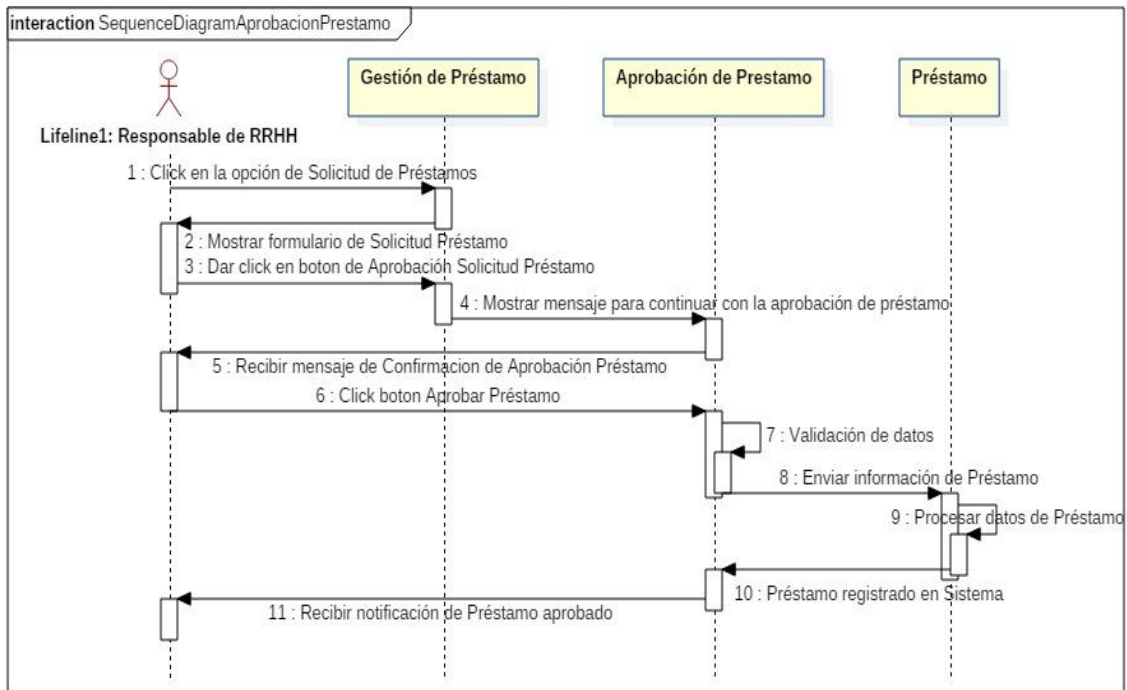 interaction SequenceDiagramAprobacionPrestamo
Gestión de Préstamo
Aprobación de Prestamo
Préstamo
Lifeline1: Responsable de RRHH
1 : Click en la opción de Solicitud de Préstamos
2 : Mostrar formulario de Solicitud Préstamo
3 : Dar click en boton de Aprobación Solicitud Préstamo
4 : Mostrar mensaje para continuar con la aprobación de préstamo
5 : Recibir mensaje de Confirmacion de Aprobación Préstamo
6 : Click boton Aprobar Préstamo
7 : Validación de datos
8 : Enviar información de Préstamo
9 : Procesar datos de Préstamo
10 : Préstamo registrado en Sistema
11 : Recibir notificación de Préstamo aprobado